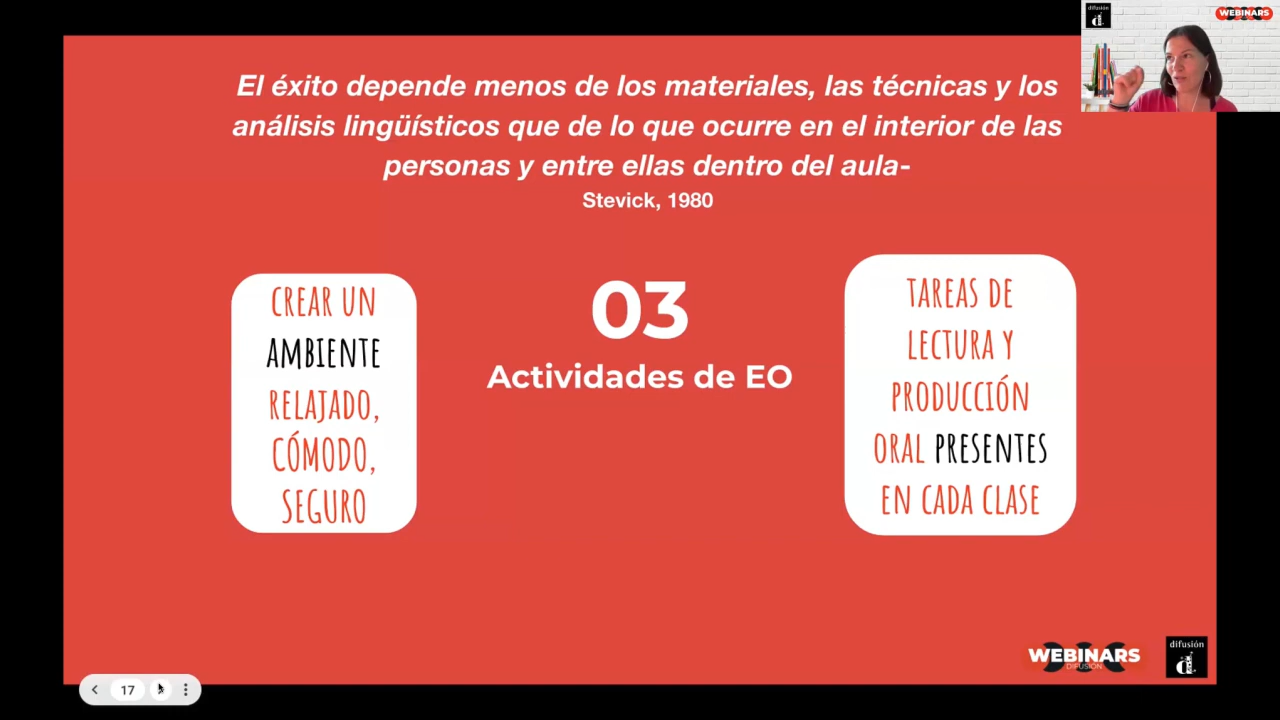 difusión
WEBINARS
El éxito depende menos de los materiales, las técnicas y los
análisis lingüísticos que de lo que ocurre en el interior de las
personas y entre ellas dentro del aula-
Stevick, 1980
CREAR UN
AMBIENTE
RELAJADO,
CÓMODO,
SEGURO
03
Actividades de EO
TAREAS DE
LECTURA Y
PRODUCCIÓN
ORAL PRESENTES
EN CADA CLASE
WEBINARS
DIFUSIÓN
difusión
d
17